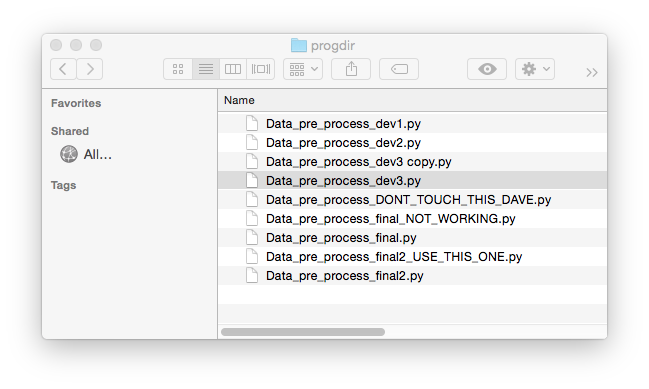 progdir
Favorites
Shared
All...
Tags
Name
Data_pre_process_dev1.py
Data_pre_process_dev2.py
Data_pre_process_dev3 copy.py
Data_pre_process_dev3.py
Data_pre_process_DONT_TOUCH_THIS_DAVE.py
Data_pre_process_final_NOT_WORKING.py
Data_pre_process_final.py
Data_pre_process_final2_USE_THIS_ONE.py
Data_pre_process_final2.py